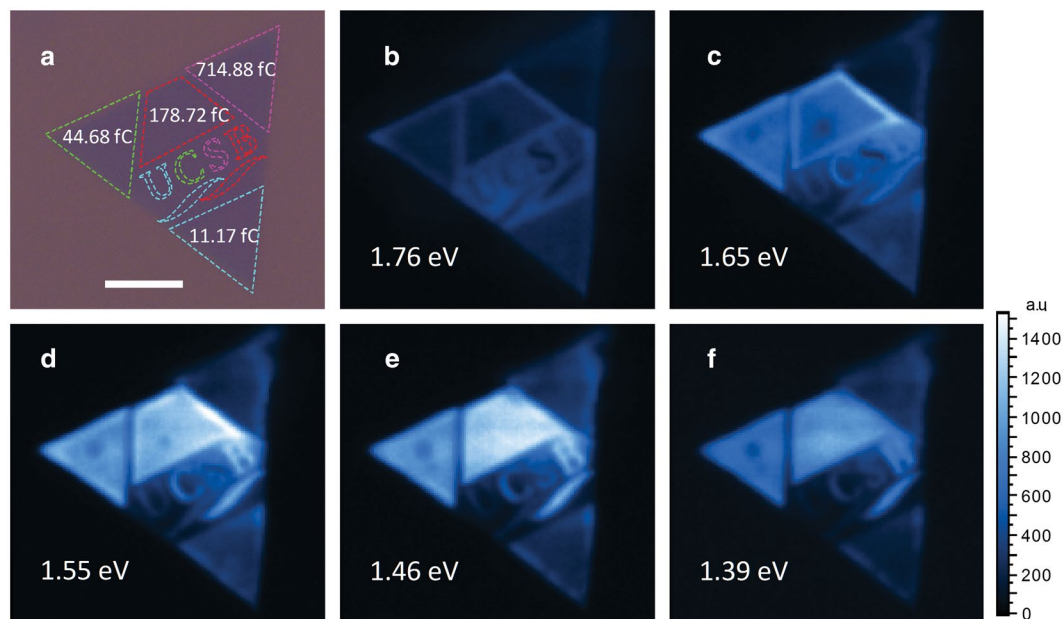 a
714.88 fC
178.72 fC
44.68 fC
UCSB
11.17 fC
b
1.76 eV
c
1.65 eV
d
1.55 eV
e
1.46 eV
f
1.39 eV
a.u
1400
1200
1000
800
600
400
200
0